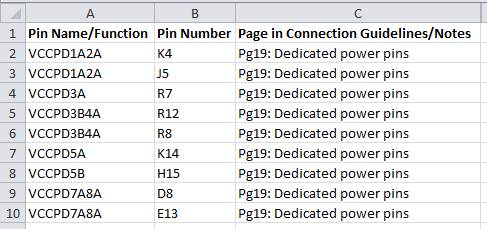 A B C
1 Pin Name/Function Pin Number Page in Connection Guidelines/Notes
2 VCCPD1A2A K4 Pg19: Dedicated power pins
3 VCCPD1A2A J5 Pg19: Dedicated power pins
4 VCCPD3A R7 Pg19: Dedicated power pins
5 VCCPD3B4A R12 Pg19: Dedicated power pins
6 VCCPD3B4A R8 Pg19: Dedicated power pins
7 VCCPD5A K14 Pg19: Dedicated power pins
8 VCCPD5B H15 Pg19: Dedicated power pins
9 VCCPD7A8A D8 Pg19: Dedicated power pins
10 VCCPD7A8A E13 Pg19: Dedicated power pins